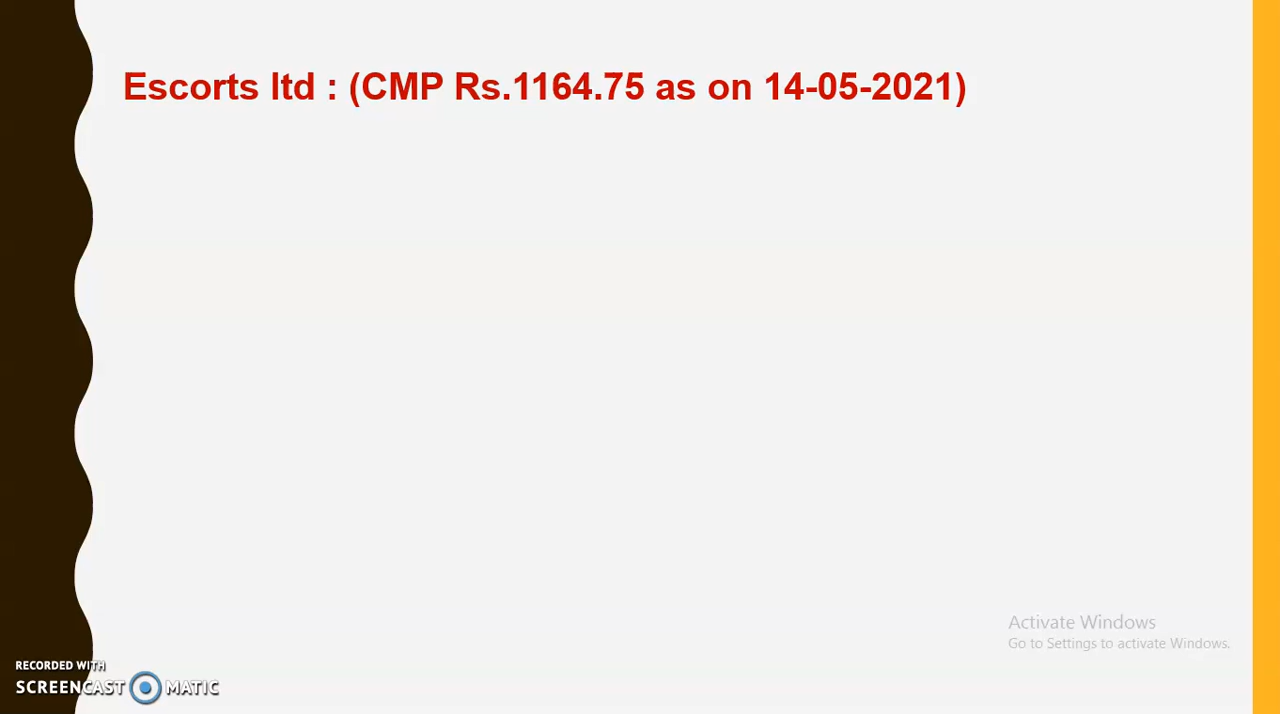 Escorts ltd : (CMP Rs.1164.75 as on 14-05-2021)
Activate Windows
Go to Settings to activate Windows.
RECORDED WITH
SCREENCAST MATIC